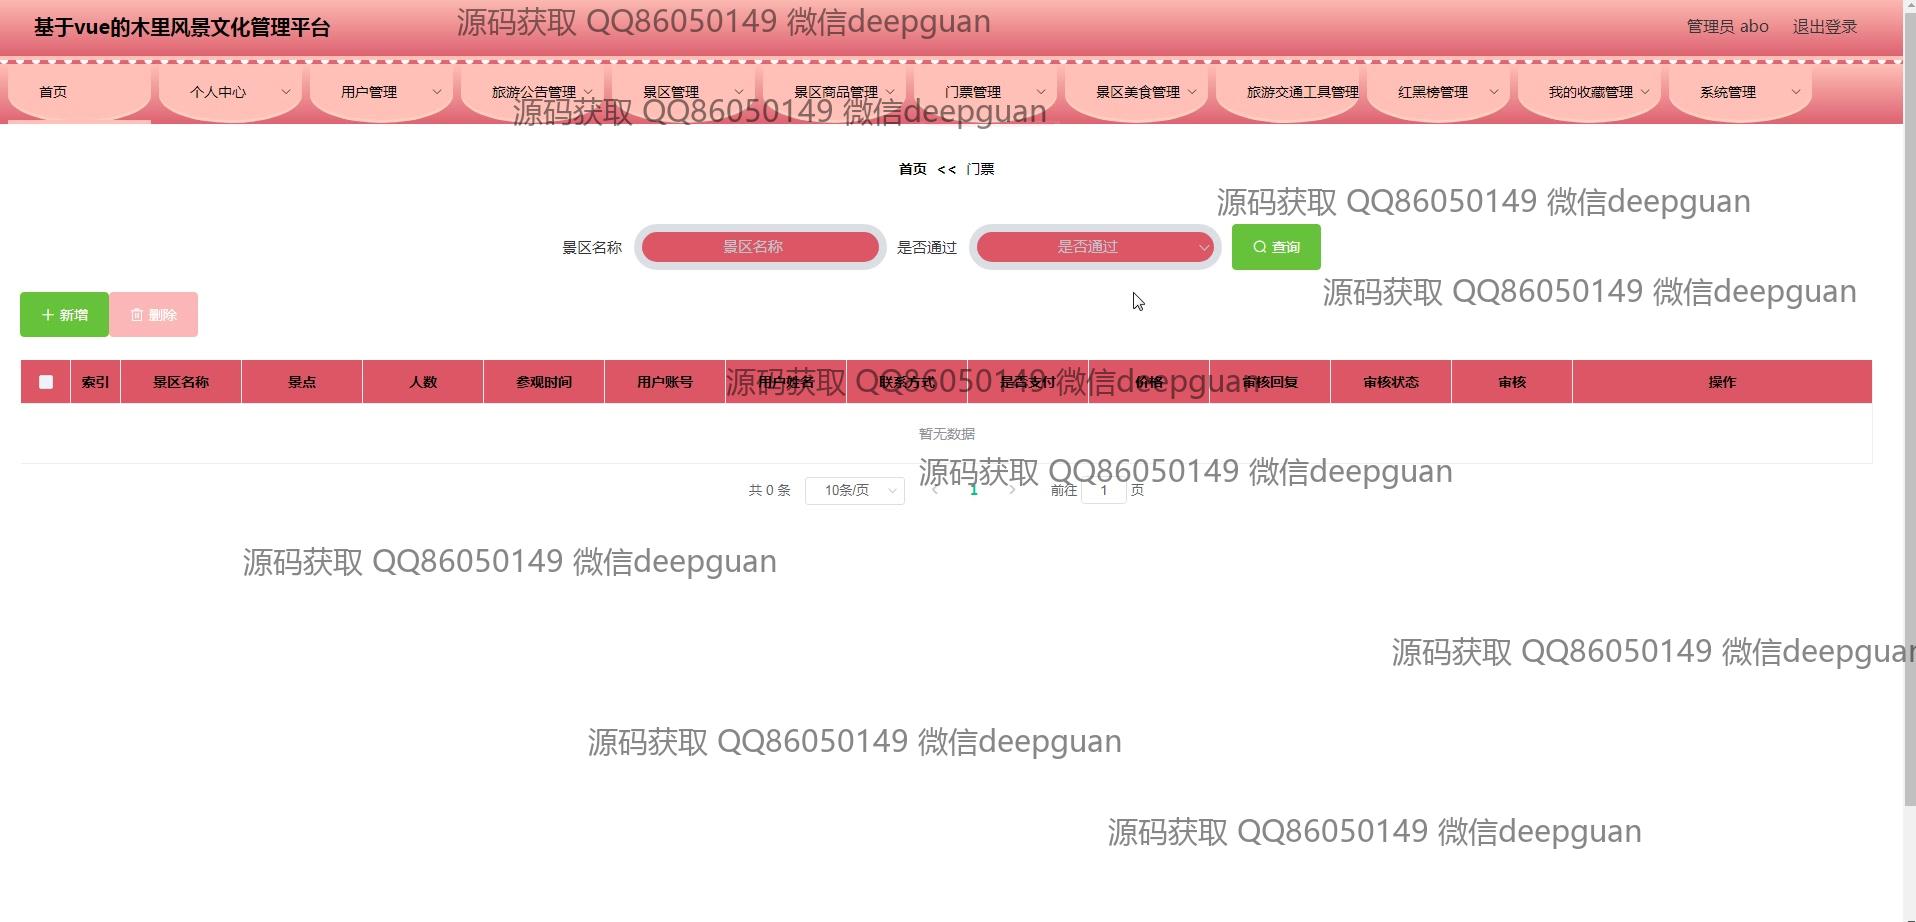 基于vue的木里风景文化管理平台
源码获取 QQ86050149 微信deepguan
管理员 abo 退出登录
首页 个人中心 用户管理 旅游公告管理 景区管理 景区商品管理 门票管理 景区美食管理 旅游交通工具管理 红黑榜管理 我的收藏管理 系统管理
源码获取 QQ86050149 微信deepguan
首页 << 门票
源码获取 QQ86050149 微信deepguan
景区名称 景区名称 是否通过 是否通过 查询
源码获取 QQ86050149 微信deepguan
新增 删除
索引 景区名称 景点 人数 参观时间 用户账号 用户姓名 联系方式 是否支付 价格 审核回复 审核状态 审核 操作
源码获取 QQ86050149 微信deepguan
暂无数据
源码获取 QQ86050149 微信deepguan
共 0 条 10条/页 1 前往 1 页
源码获取 QQ86050149 微信deepguan
源码获取 QQ86050149 微信deepguan
源码获取 QQ86050149 微信deepguan
源码获取 QQ86050149 微信deepguan